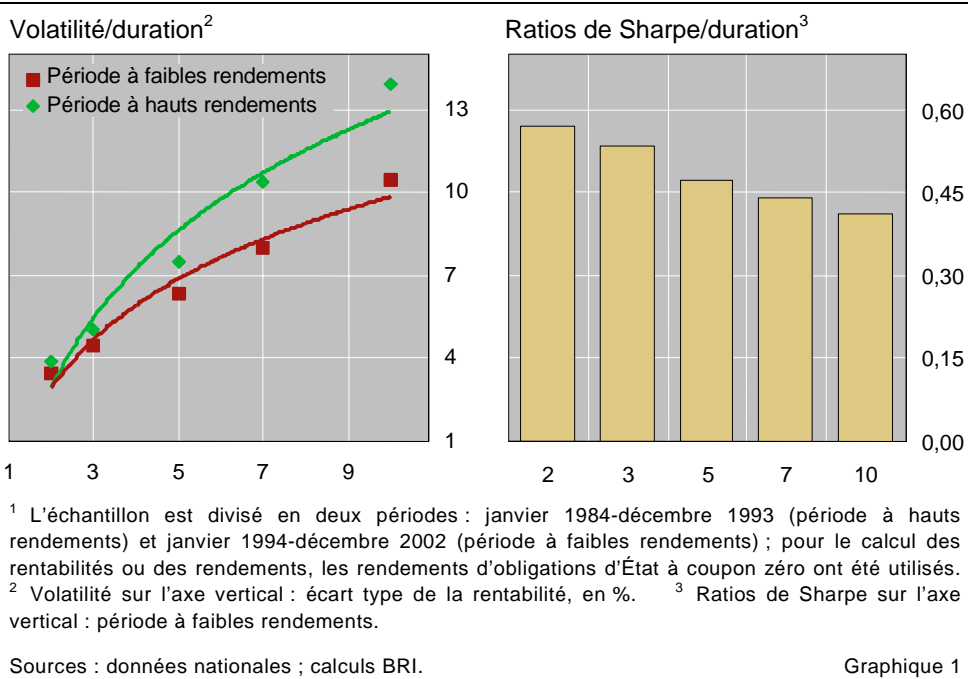 Volatilité/duration²
Période à faibles rendements
Période à hauts rendements
13
10
7
4
1
1 3 5 7 9
Ratios de Sharpe/duration³
0,60
0,45
0,30
0,15
0,00
2 3 5 7 10
¹ L'échantillon est divisé en deux périodes : janvier 1984-décembre 1993 (période à hauts
rendements) et janvier 1994-décembre 2002 (période à faibles rendements) ; pour le calcul des
rentabilités ou des rendements, les rendements d'obligations d'État à coupon zéro ont été utilisés.
² Volatilité sur l'axe vertical : écart type de la rentabilité, en %. ³ Ratios de Sharpe sur l'axe
vertical : période à faibles rendements.
Sources : données nationales ; calculs BRI. Graphique 1